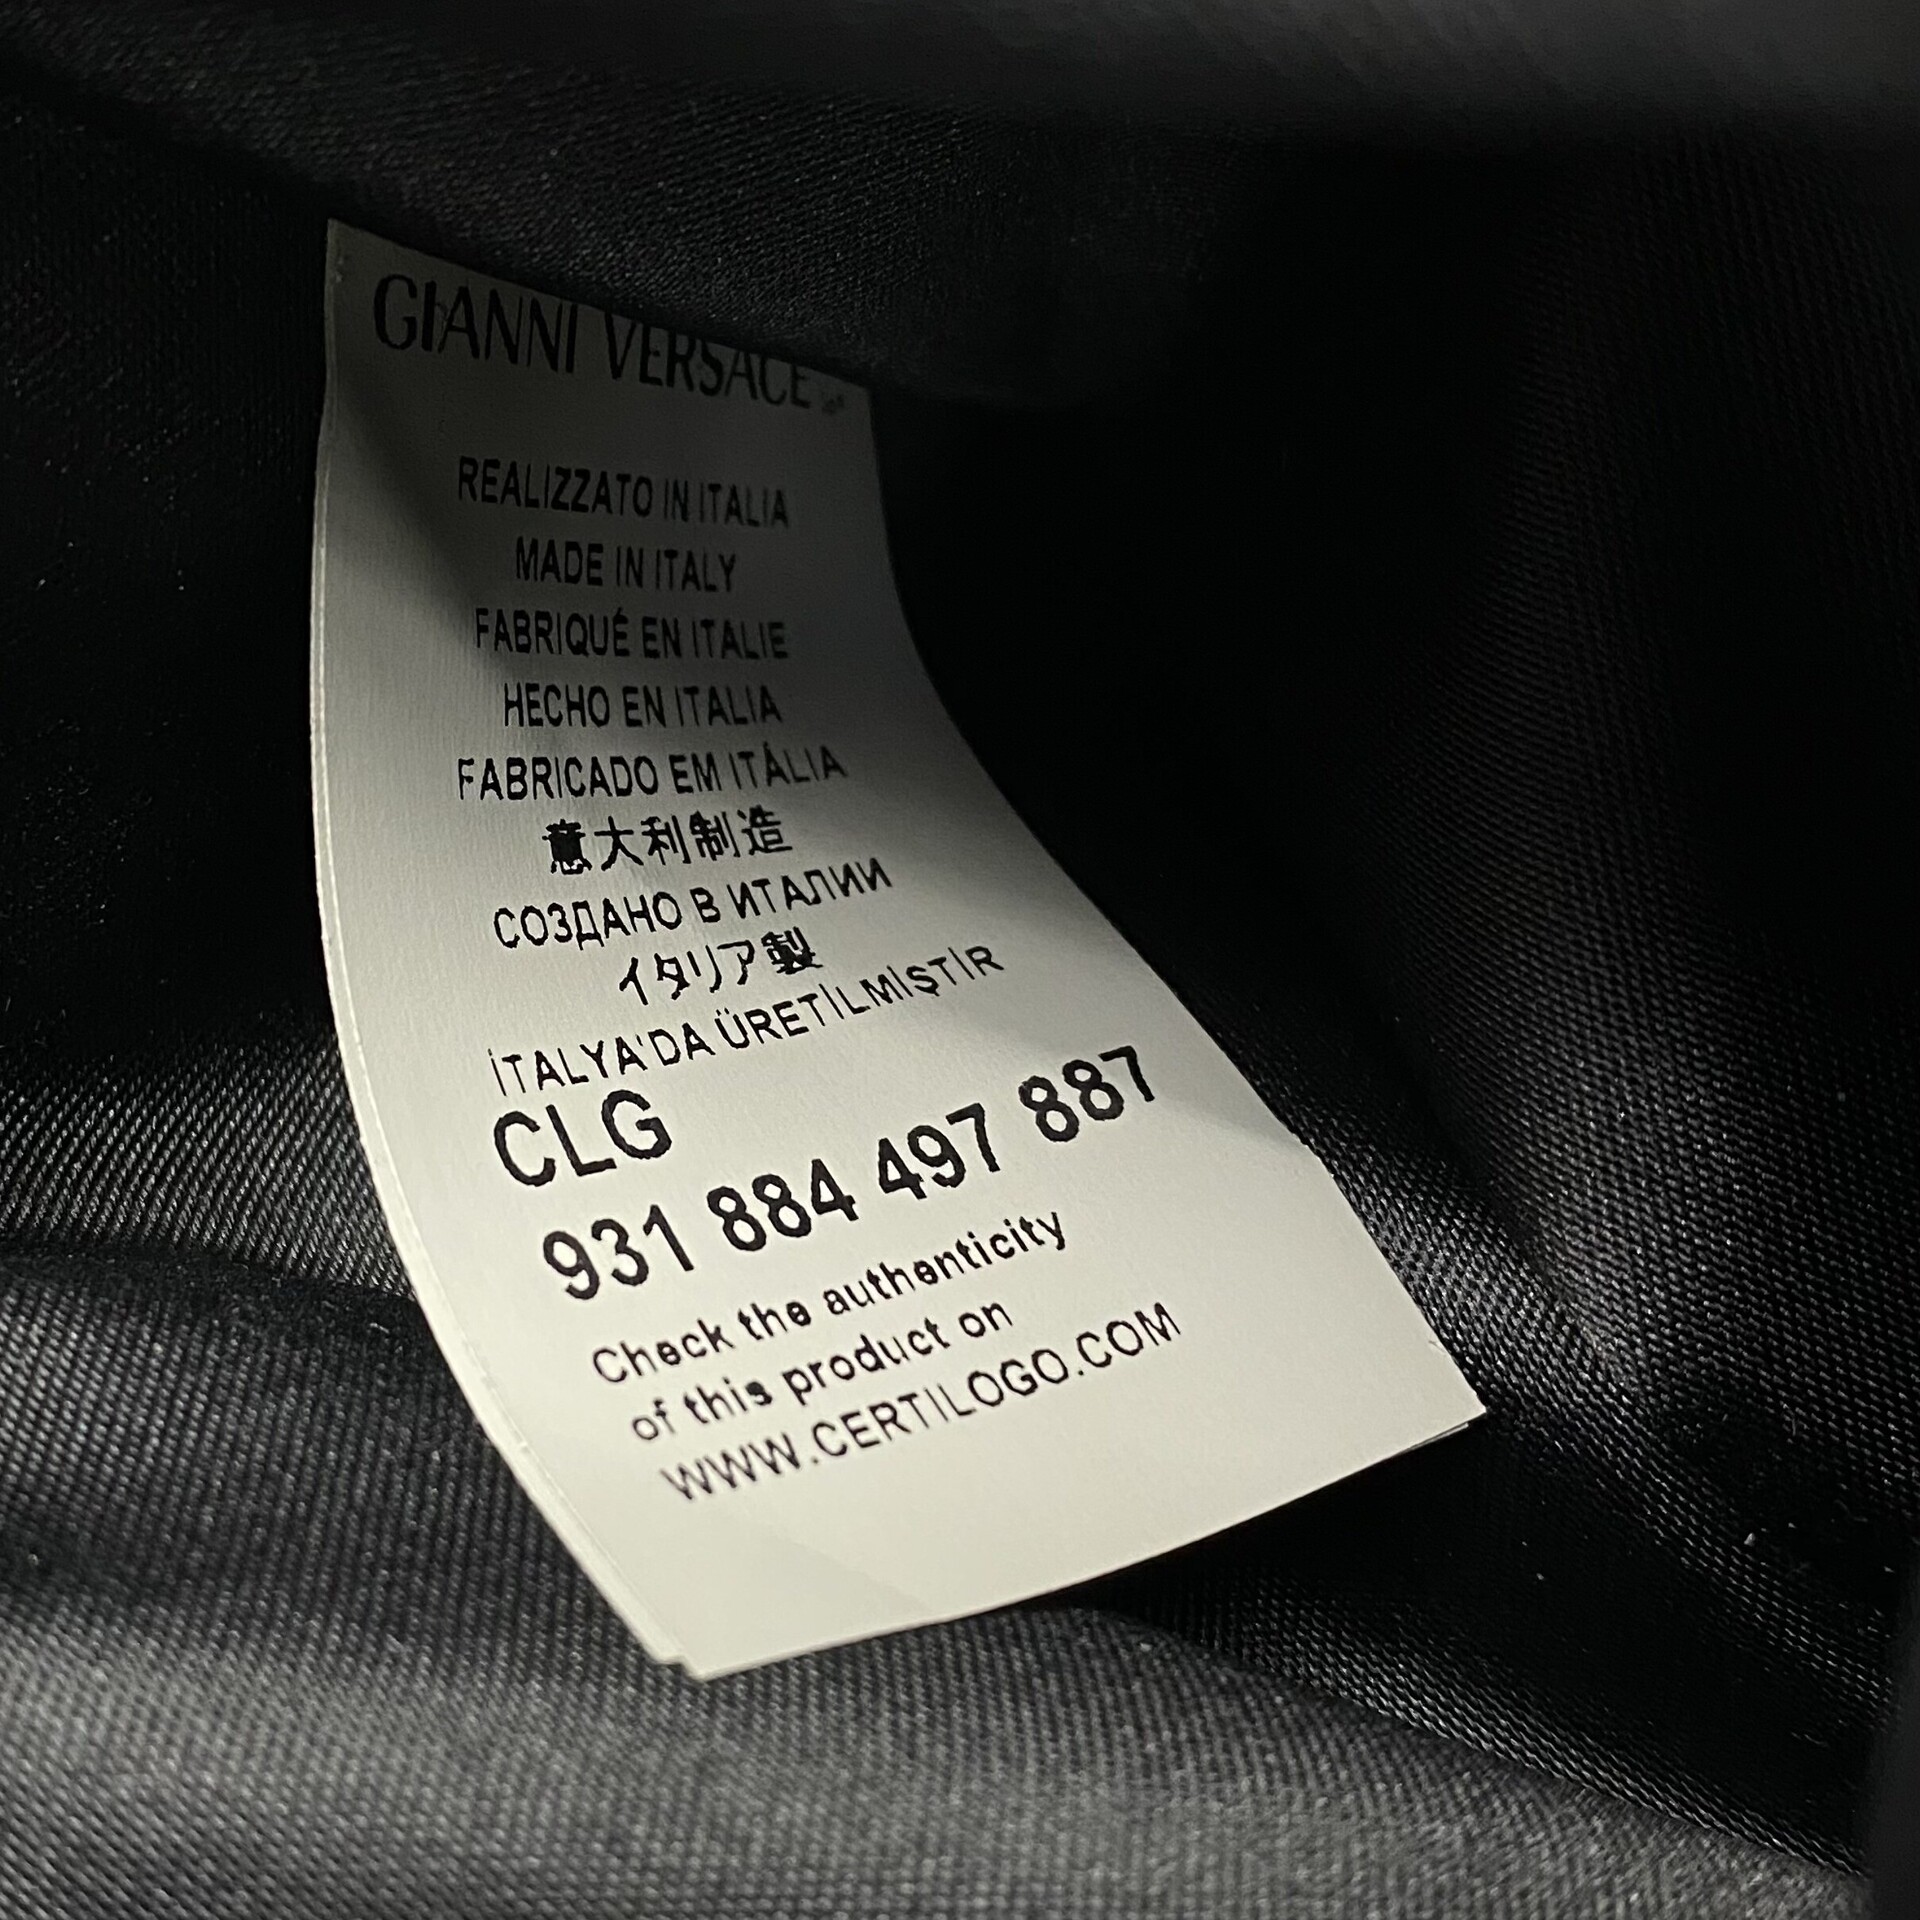 GIANNI VERSACE
REALIZZATO IN ITALIA
MADE IN ITALY
FABRIQUÉ EN ITALIE
HECHO EN ITALIA
FABRICADO EM ITÁLIA
意大利制造
СОЗДАНО В ИТАЛИИ
イタリア製
İTALYA'DA ÜRETİLMİŞTİR
CLG
931 884 497 887
Check the authenticity
of this product on
WWW.CERTILOGO.COM